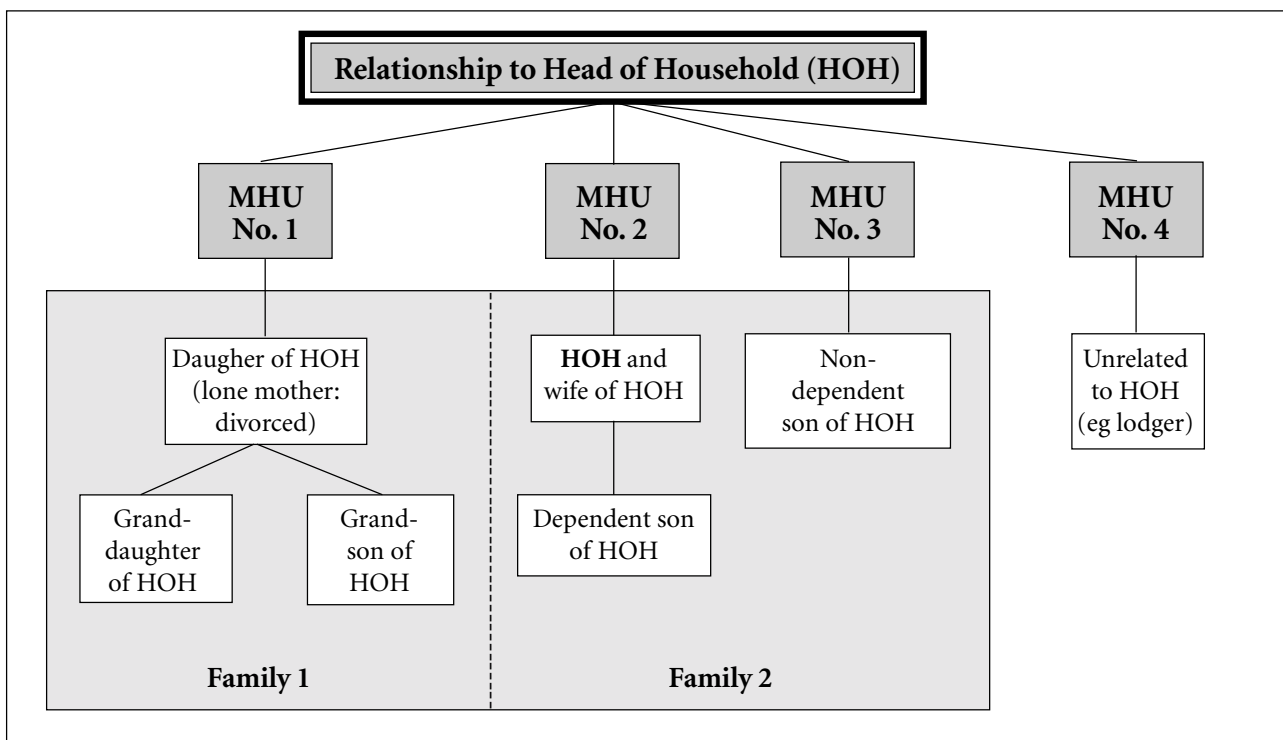 Relationship to Head of Household (HOH)
MHU
No. 1
MHU
No. 2
MHU
No. 3
MHU
No. 4
Daugher of HOH
(lone mother:
divorced)
HOH and
wife of HOH
Non-
dependent
son of HOH
Unrelated
to HOH
(eg lodger)
Grand-
daughter
of HOH
Grand-
son of
HOH
Dependent son
of HOH
Family 1
Family 2